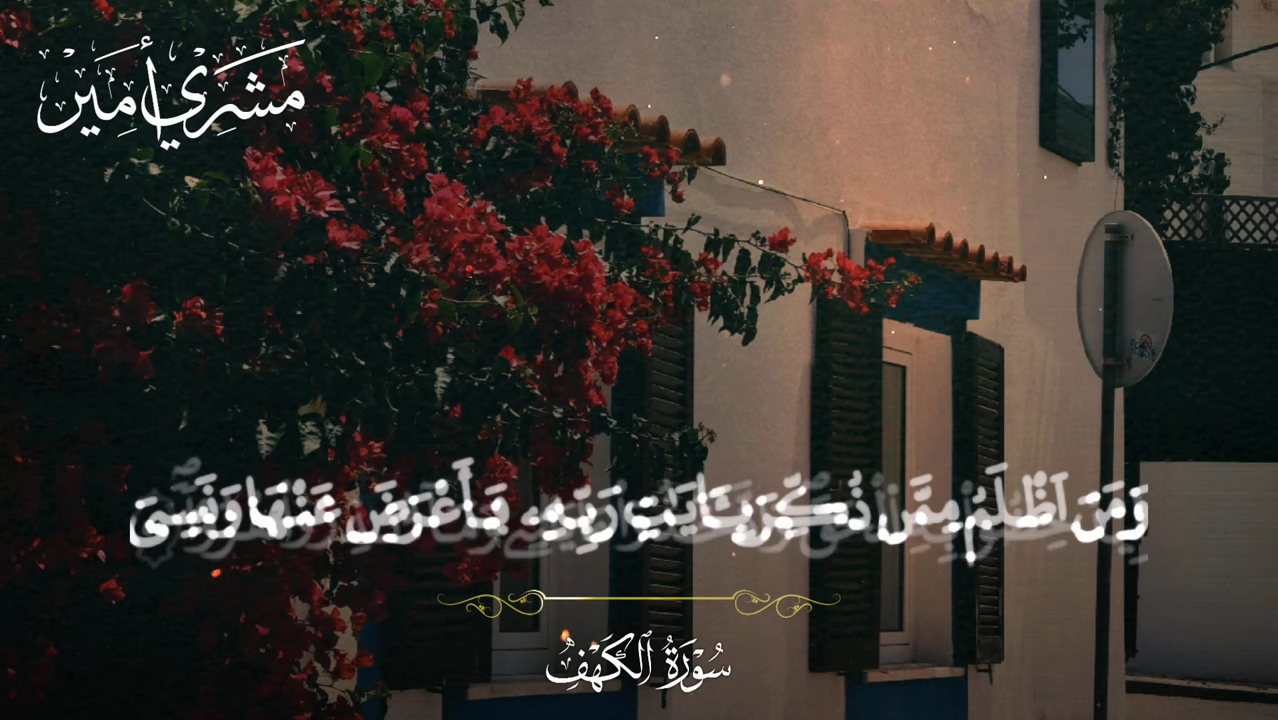 مشري أمين
وَمَنْ أَظْلَمُ مِمَّن ذُكِّرَ بِـَٔايَـٰتِ رَبِّهِۦ فَأَعْرَضَ عَنْهَا وَنَسِىَ
سُورَةُ ٱلْكَهْفِ